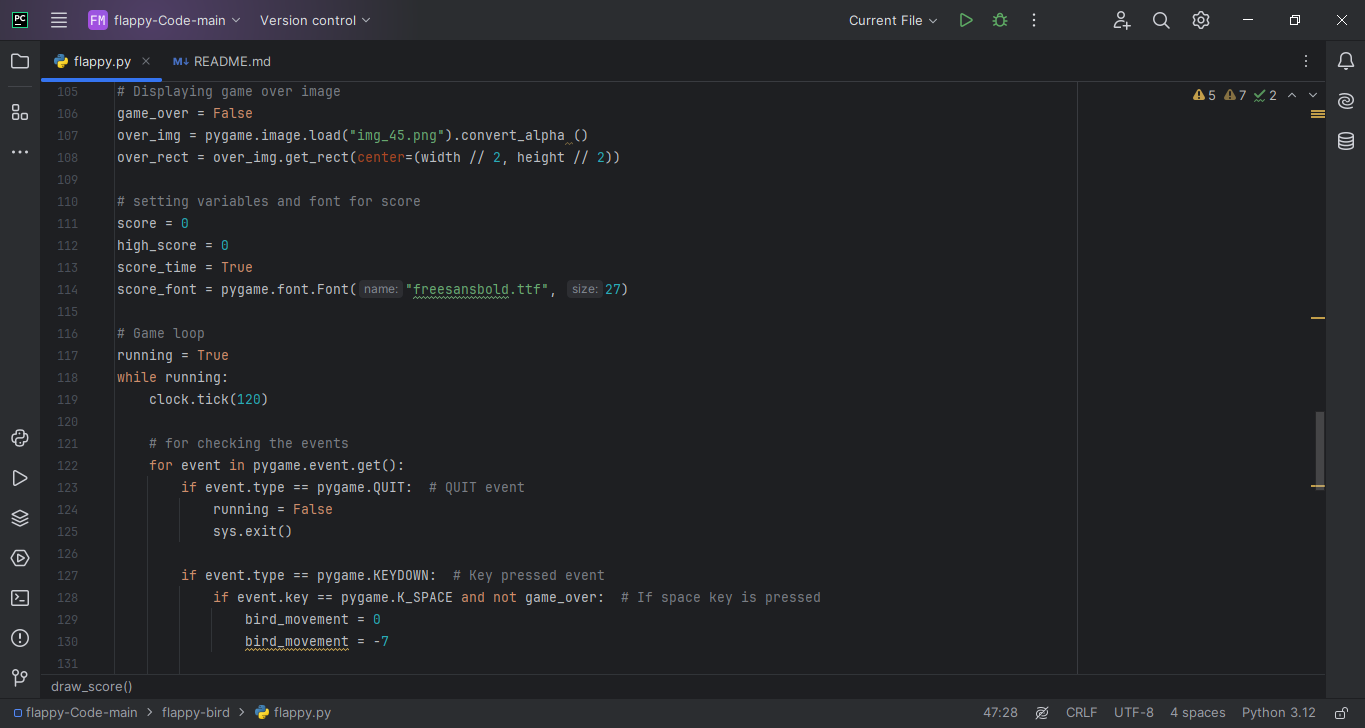 PC FM flappy-Code-main Version control Current File
flappy.py M↓ README.md
105 # Displaying game over image 5 7 2
106 game_over = False
107 over_img = pygame.image.load("img_45.png").convert_alpha ()
108 over_rect = over_img.get_rect(center=(width // 2, height // 2))
109
110 # setting variables and font for score
111 score = 0
112 high_score = 0
113 score_time = True
114 score_font = pygame.font.Font( name: "freesansbold.ttf", size: 27)
115
116 # Game loop
117 running = True
118 while running:
119     clock.tick(120)
120
121     # for checking the events
122     for event in pygame.event.get():
123         if event.type == pygame.QUIT:  # QUIT event
124             running = False
125             sys.exit()
126
127         if event.type == pygame.KEYDOWN:  # Key pressed event
128             if event.key == pygame.K_SPACE and not game_over:  # If space key is pressed
129                 bird_movement = 0
130                 bird_movement = -7
131
draw_score()
flappy-Code-main > flappy-bird > flappy.py 47:28 CRLF UTF-8 4 spaces Python 3.12